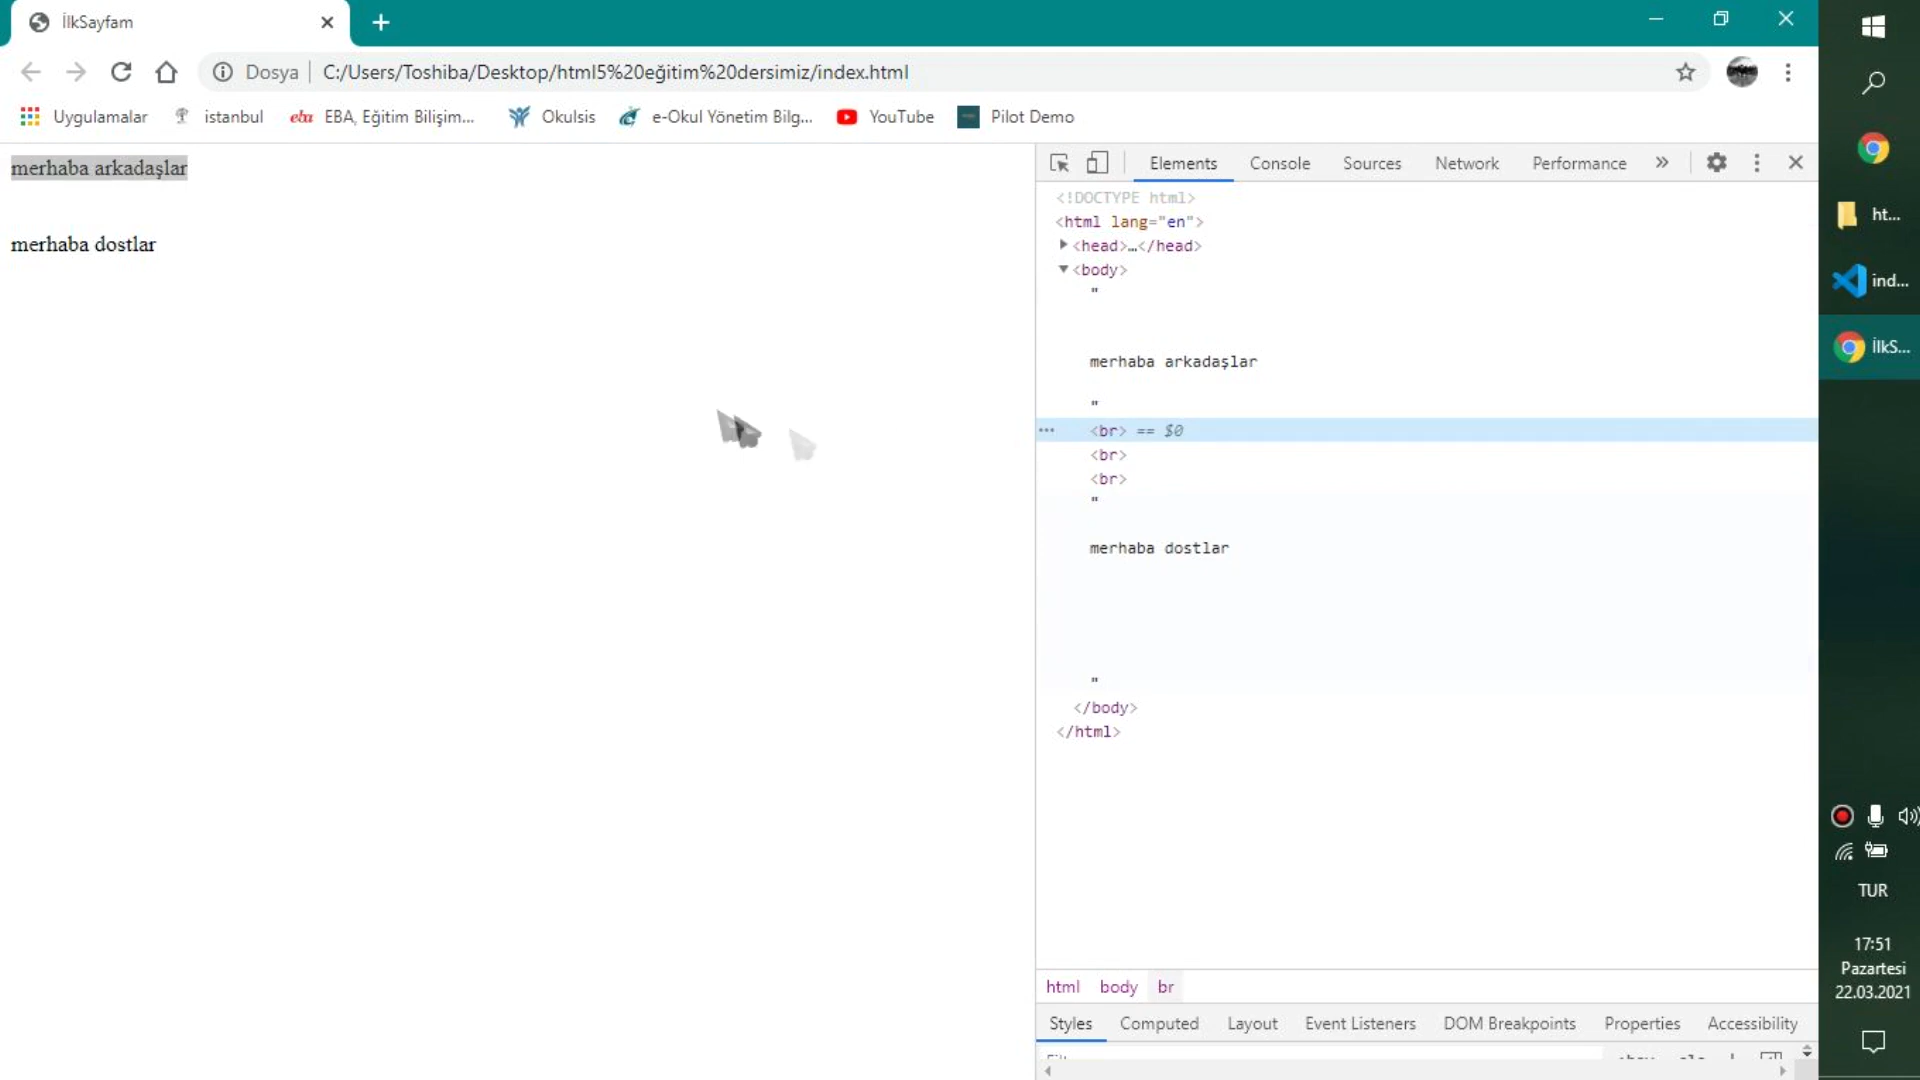 İlkSayfam
Dosya C:/Users/Toshiba/Desktop/html5%20eğitim%20dersimiz/index.html
Uygulamalar istanbul eba EBA, Eğitim Bilişim... Okulsis e-Okul Yönetim Bilg... YouTube Pilot Demo
merhaba arkadaşlar
merhaba dostlar
Elements Console Sources Network Performance »
<!DOCTYPE html>
<html lang="en">
<head>…</head>
<body>
"
merhaba arkadaşlar
"
··· <br> == $0
<br>
<br>
"
merhaba dostlar
"
</body>
</html>
html body br
Styles Computed Layout Event Listeners DOM Breakpoints Properties Accessibility
ht...
ind...
İlkS...
TUR
17:51
Pazartesi
22.03.2021